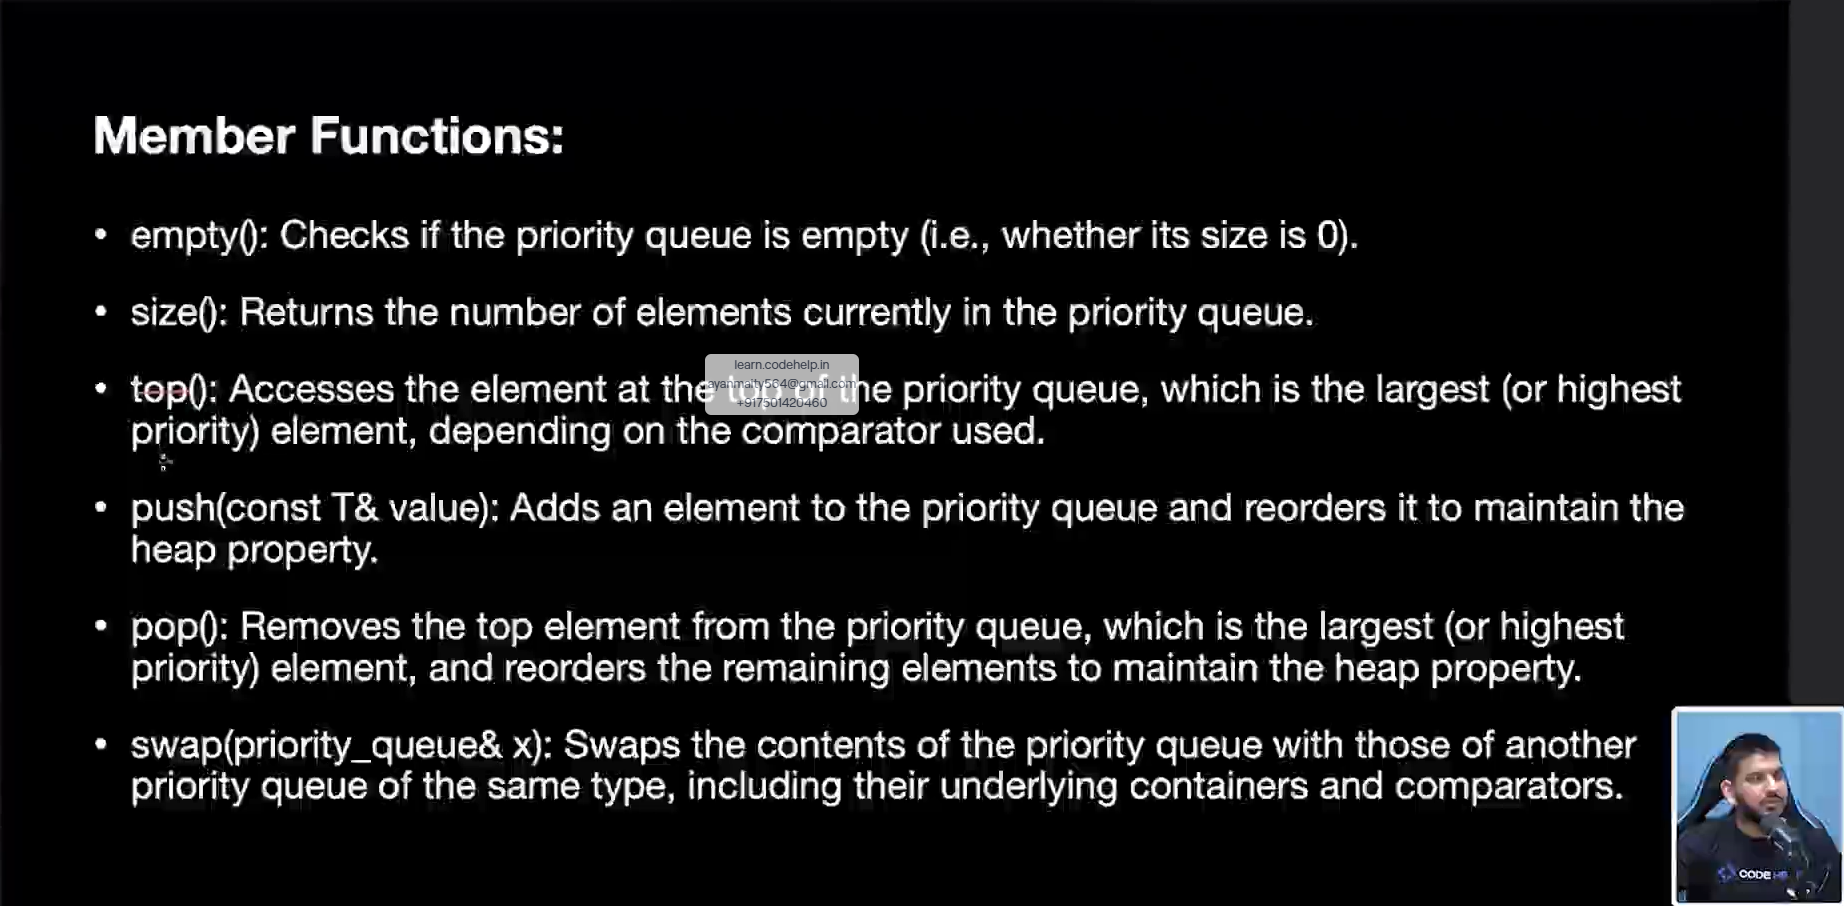 Member Functions:
• empty(): Checks if the priority queue is empty (i.e., whether its size is 0).
• size(): Returns the number of elements currently in the priority queue.
learn.codehelp.in
• top(): Accesses the element at the top of the priority queue, which is the largest (or highest
ayanmaity564@gmail.com
+917501420460
priority) element, depending on the comparator used.
• push(const T& value): Adds an element to the priority queue and reorders it to maintain the
heap property.
• pop(): Removes the top element from the priority queue, which is the largest (or highest
priority) element, and reorders the remaining elements to maintain the heap property.
• swap(priority_queue& x): Swaps the contents of the priority queue with those of another
priority queue of the same type, including their underlying containers and comparators.
CODE